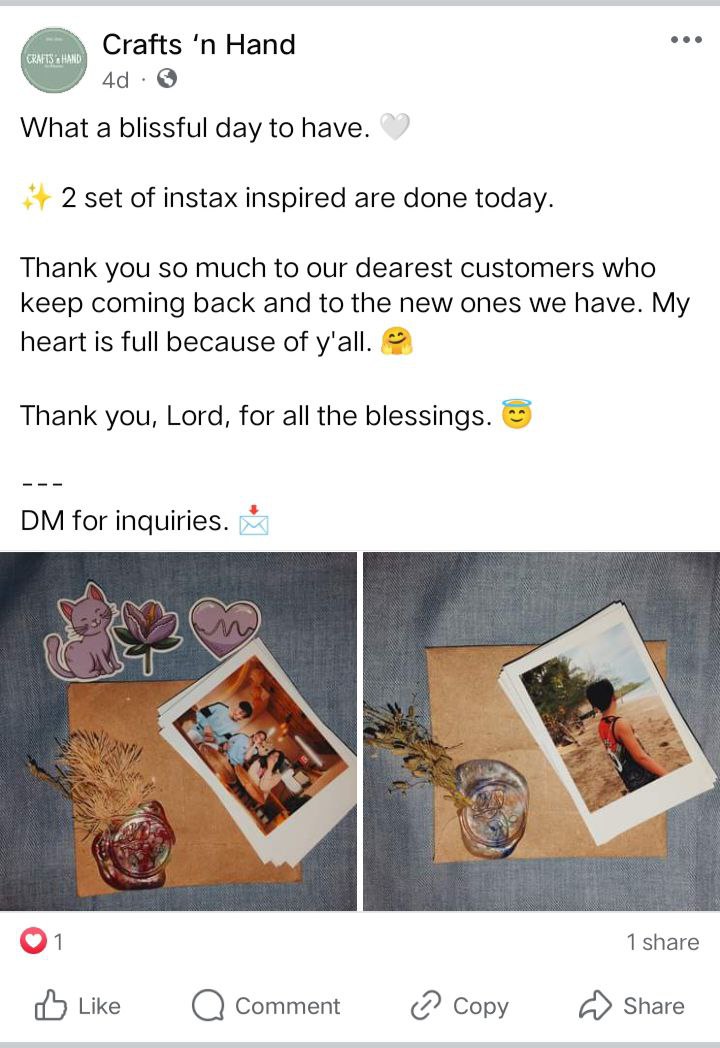 Crafts 'n Hand
CRAFTS 'n HAND
4d ·
What a blissful day to have. 🤍
✨ 2 set of instax inspired are done today.
Thank you so much to our dearest customers who
keep coming back and to the new ones we have. My
heart is full because of y'all. 🤗
Thank you, Lord, for all the blessings. 😇
---
DM for inquiries. 📩
1
1 share
Like
Comment
Copy
Share